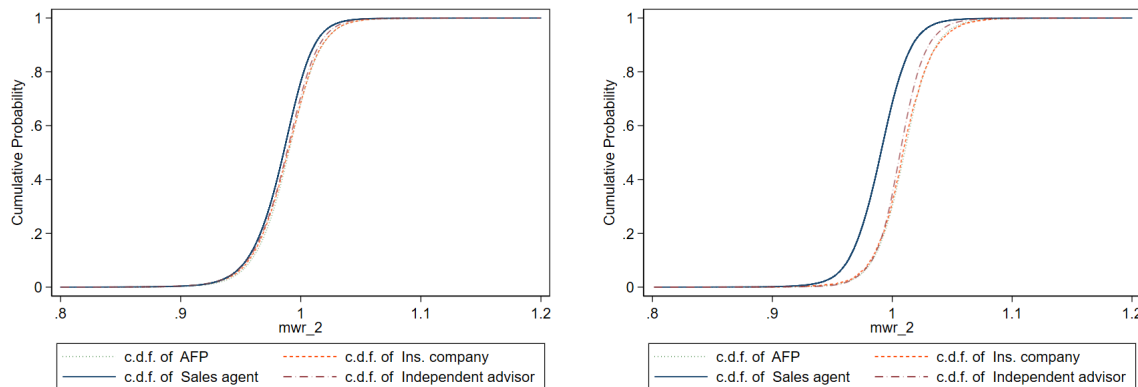 1
.8
.6
.4
.2
0
Cumulative Probability
.8 .9 1 1.1 1.2
mwr_2
c.d.f. of AFP c.d.f. of Ins. company
c.d.f. of Sales agent c.d.f. of Independent advisor
1
.8
.6
.4
.2
0
Cumulative Probability
.8 .9 1 1.1 1.2
mwr_2
c.d.f. of AFP c.d.f. of Ins. company
c.d.f. of Sales agent c.d.f. of Independent advisor